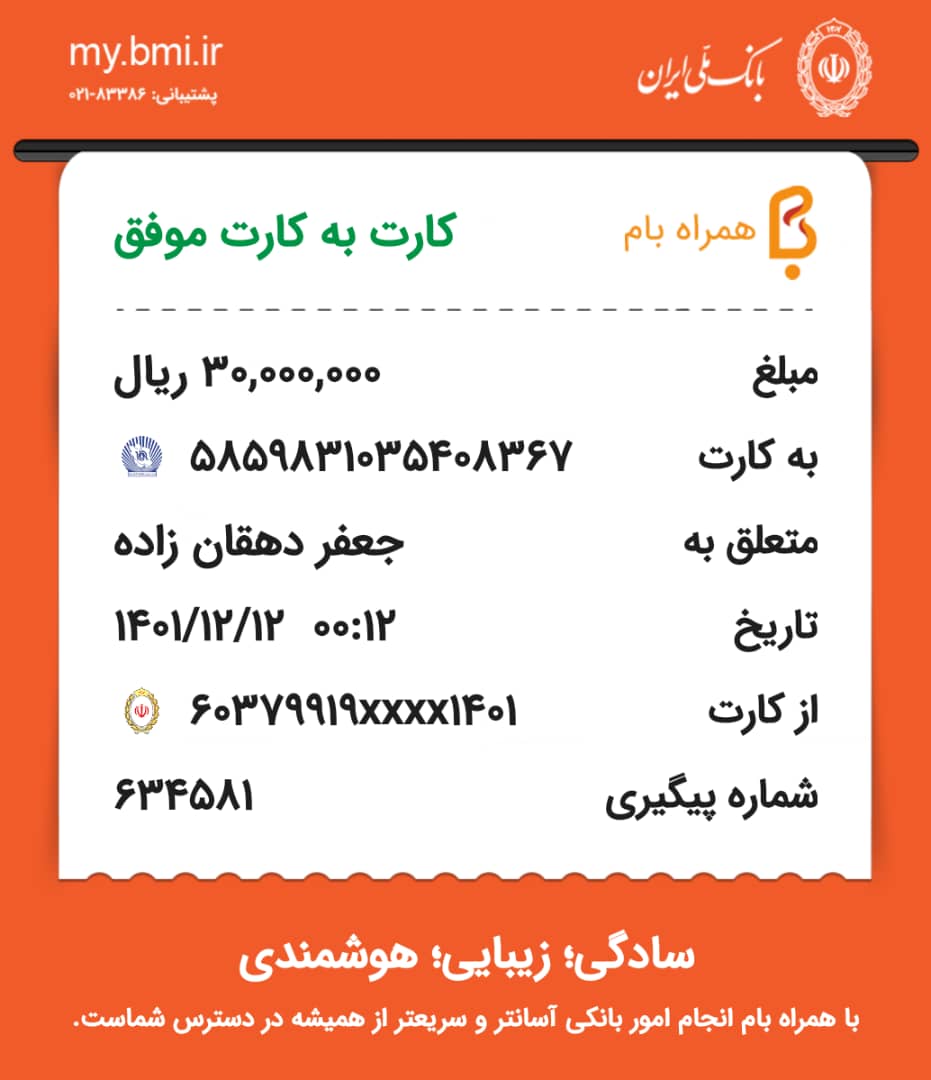 my.bmi.ir
پشتیبانی: ۸۳۳۸۶-۰۲۱
بانک ملّی ایران
همراه بام
کارت به کارت موفق
مبلغ ۳۰,۰۰۰,۰۰۰ ریال
به کارت ۵۸۵۹۸۳۱۰۳۵۴۰۸۳۶۷
متعلق به جعفر دهقان زاده
تاریخ ۱۴۰۱/۱۲/۱۲ ۰۰:۱۲
از کارت ۶۰۳۷۹۹۱۹xxxx۱۴۰۱
شماره پیگیری ۶۳۴۵۸۱
سادگی؛ زیبایی؛ هوشمندی
با همراه بام انجام امور بانکی آسانتر و سریعتر از همیشه در دسترس شماست.